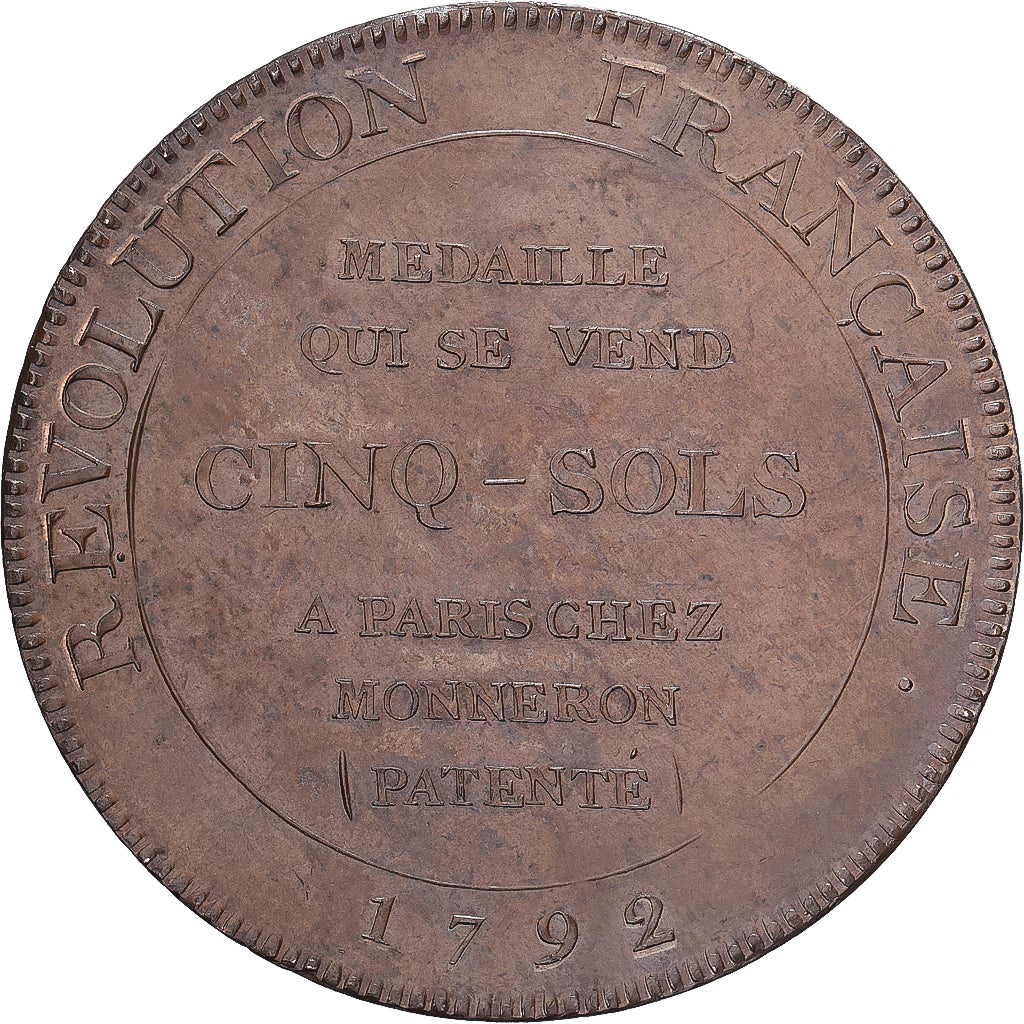 REVOLUTION FRANÇAISE.
MEDAILLE
QUI SE VEND
CINQ-SOLS
A PARIS CHEZ
MONNERON
(PATENTÉ)
1792